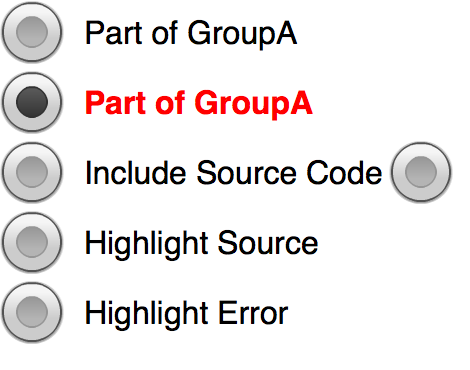 Part of GroupA
Part of GroupA
Include Source Code
Highlight Source
Highlight Error